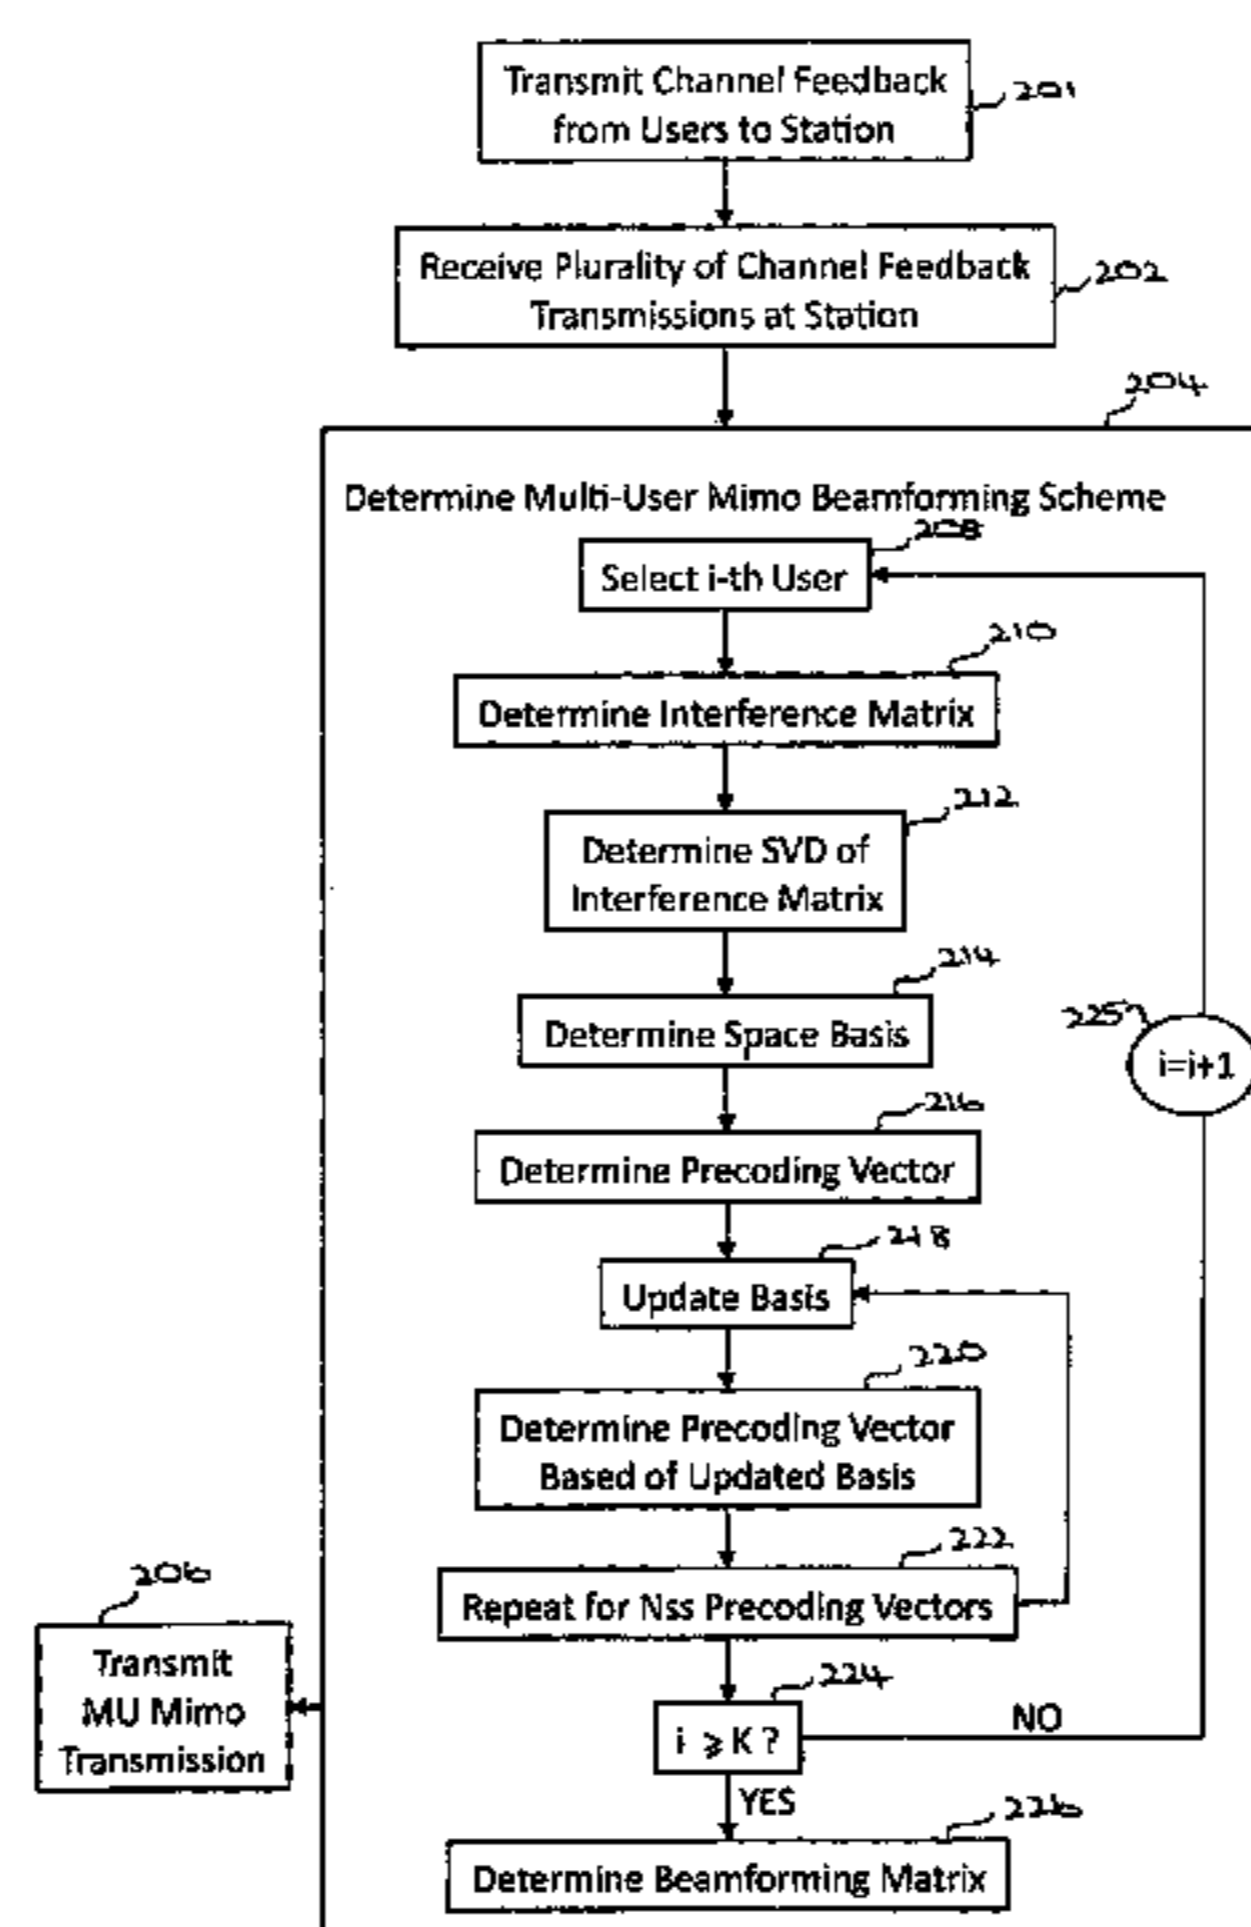 Transmit Channel Feedback
from Users to Station
201
Receive Plurality of Channel Feedback
Transmissions at Station
202
204
Determine Multi-User Mimo Beamforming Scheme
208
Select i-th User
210
Determine Interference Matrix
212
Determine SVD of
Interference Matrix
214
Determine Space Basis
225
i=i+1
216
Determine Precoding Vector
218
Update Basis
220
Determine Precoding Vector
Based of Updated Basis
222
Repeat for Nss Precoding Vectors
206
Transmit
MU Mimo
Transmission
224
i ⩾ K ?
NO
YES
226
Determine Beamforming Matrix